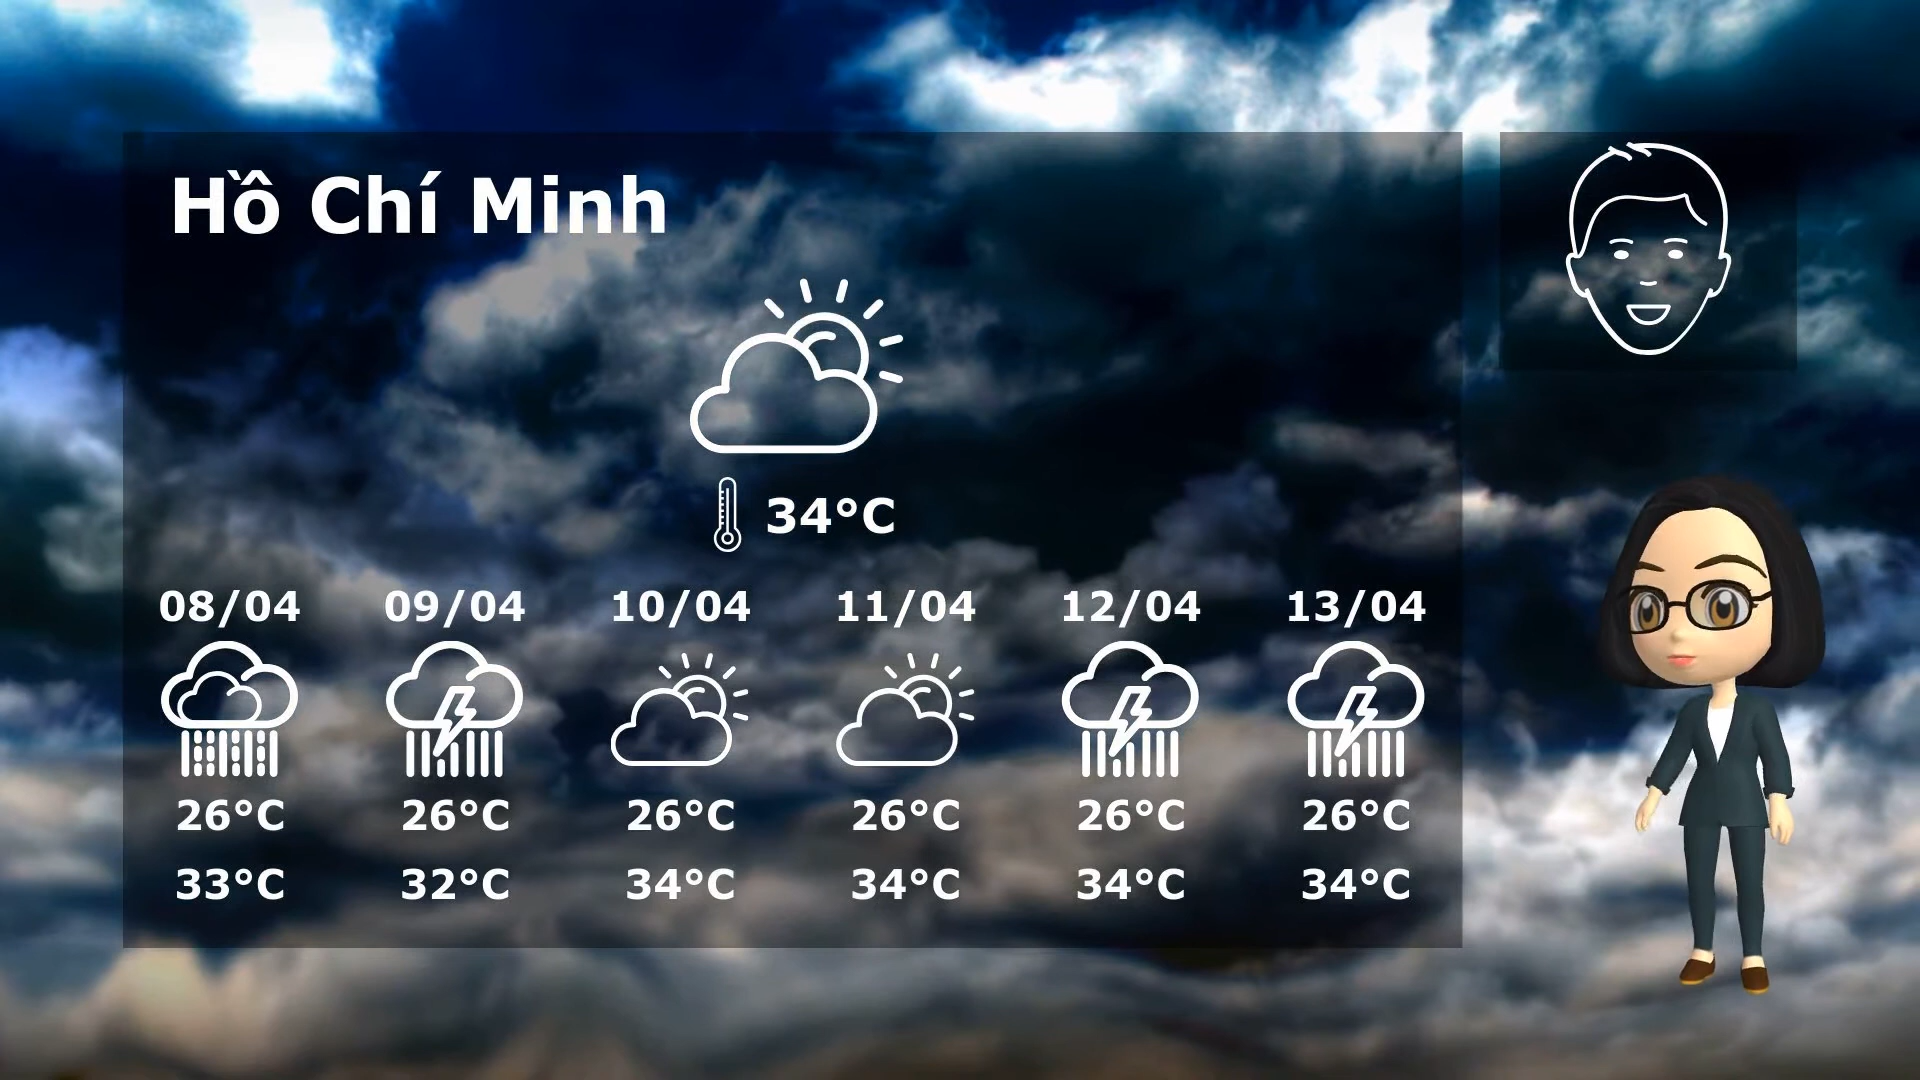 Hồ Chí Minh
34°C
08/04 09/04 10/04 11/04 12/04 13/04
26°C 26°C 26°C 26°C 26°C 26°C
33°C 32°C 34°C 34°C 34°C 34°C